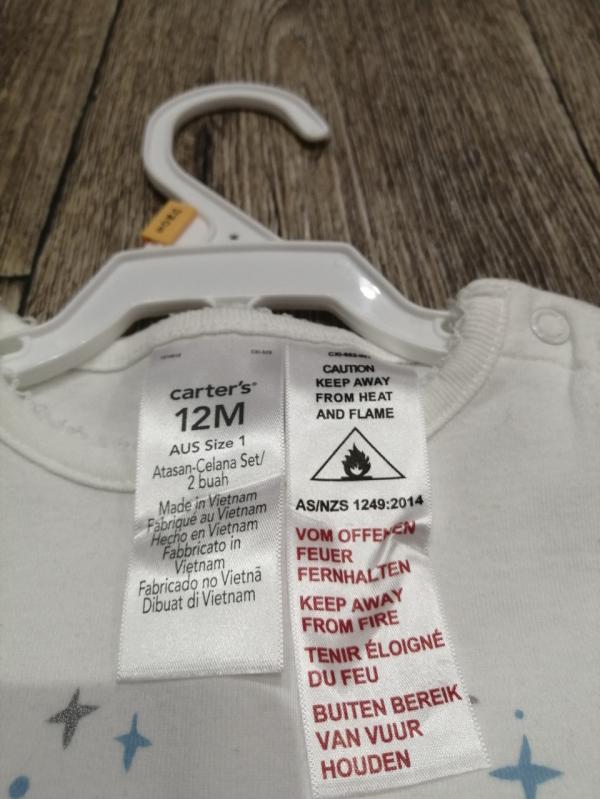 carter's
12M
AUS Size 1
Atasan-Celana Set/
2 buah
Made in Vietnam
Fabriqué au Vietnam
Hecho en Vietnam
Fabbricato in
Vietnam
Fabricado no Vietnã
Dibuat di Vietnam
CAUTION
KEEP AWAY
FROM HEAT
AND FLAME
AS/NZS 1249:2014
VOM OFFENEN
FEUER
FERNHALTEN
KEEP AWAY
FROM FIRE
TENIR ÉLOIGNÉ
DU FEU
BUITEN BEREIK
VAN VUUR
HOUDEN